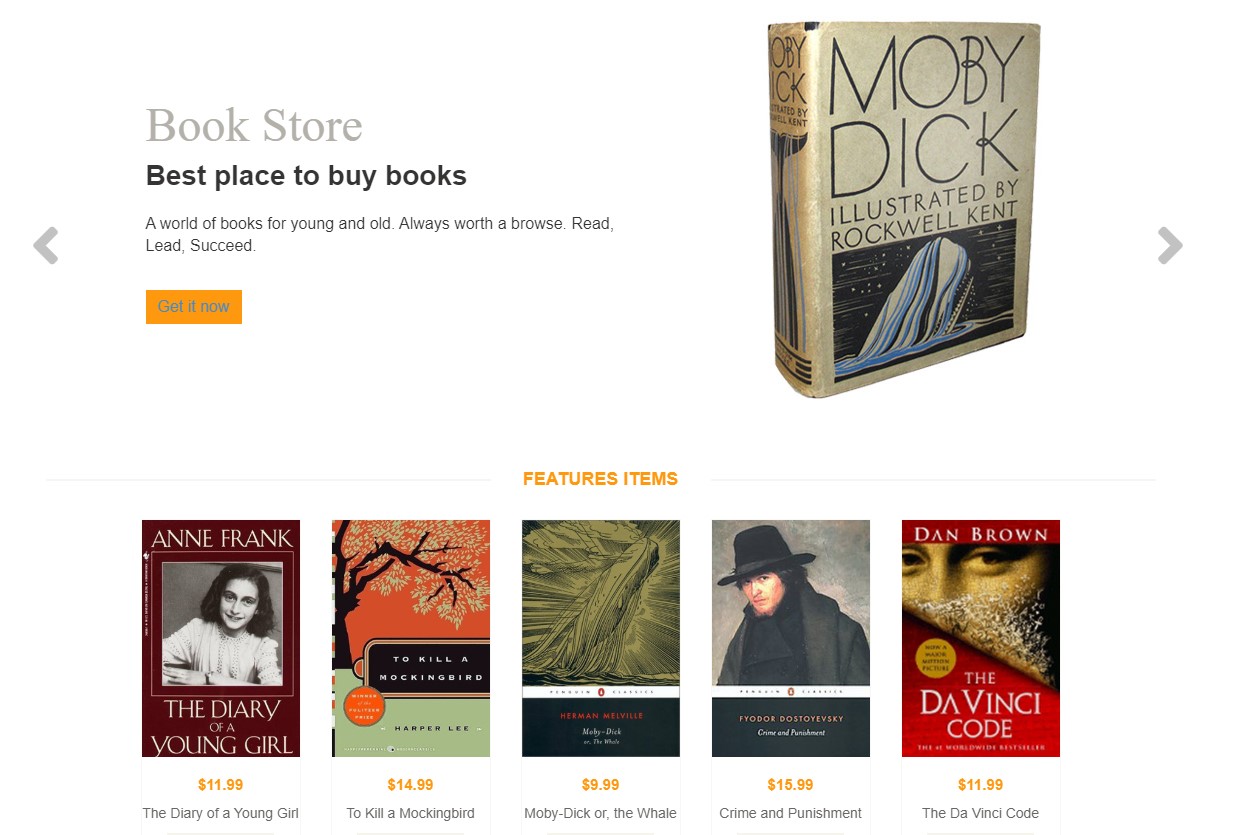 Book Store
Best place to buy books
A world of books for young and old. Always worth a browse. Read,
Lead, Succeed.
Get it now
MOBY
DICK
ILLUSTRATED BY
ROCKWELL KENT
FEATURES ITEMS
ANNE FRANK
THE DIARY
OF A
YOUNG GIRL
$11.99
The Diary of a Young Girl
TO KILL A
MOCKINGBIRD
WINNER
of the
PULITZER
PRIZE
HARPER LEE
$14.99
To Kill a Mockingbird
PENGUIN CLASSICS
HERMAN MELVILLE
Moby-Dick
or, The Whale
$9.99
Moby-Dick or, the Whale
PENGUIN CLASSICS
FYODOR DOSTOYEVSKY
Crime and Punishment
$15.99
Crime and Punishment
DAN BROWN
NOW A
MAJOR
MOTION
PICTURE
THE
DA VINCI
CODE
THE #1 WORLDWIDE BESTSELLER
$11.99
The Da Vinci Code